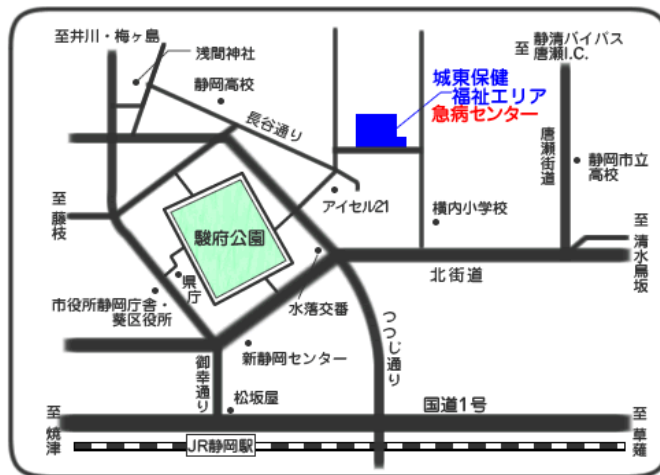 至井川・梅ヶ島
浅間神社
静岡高校
長谷通り
至
静清バイパス
唐瀬I.C.
城東保健
福祉エリア
急病センター
唐瀬街道
静岡市立
高校
アイセル21
横内小学校
至
藤枝
駿府公園
県庁
市役所静岡庁舎・
葵区役所
水落交番
北街道
至
清水鳥坂
つつじ通り
新静岡センター
御幸通り
松坂屋
国道1号
至
焼津
JR静岡駅
至
草薙